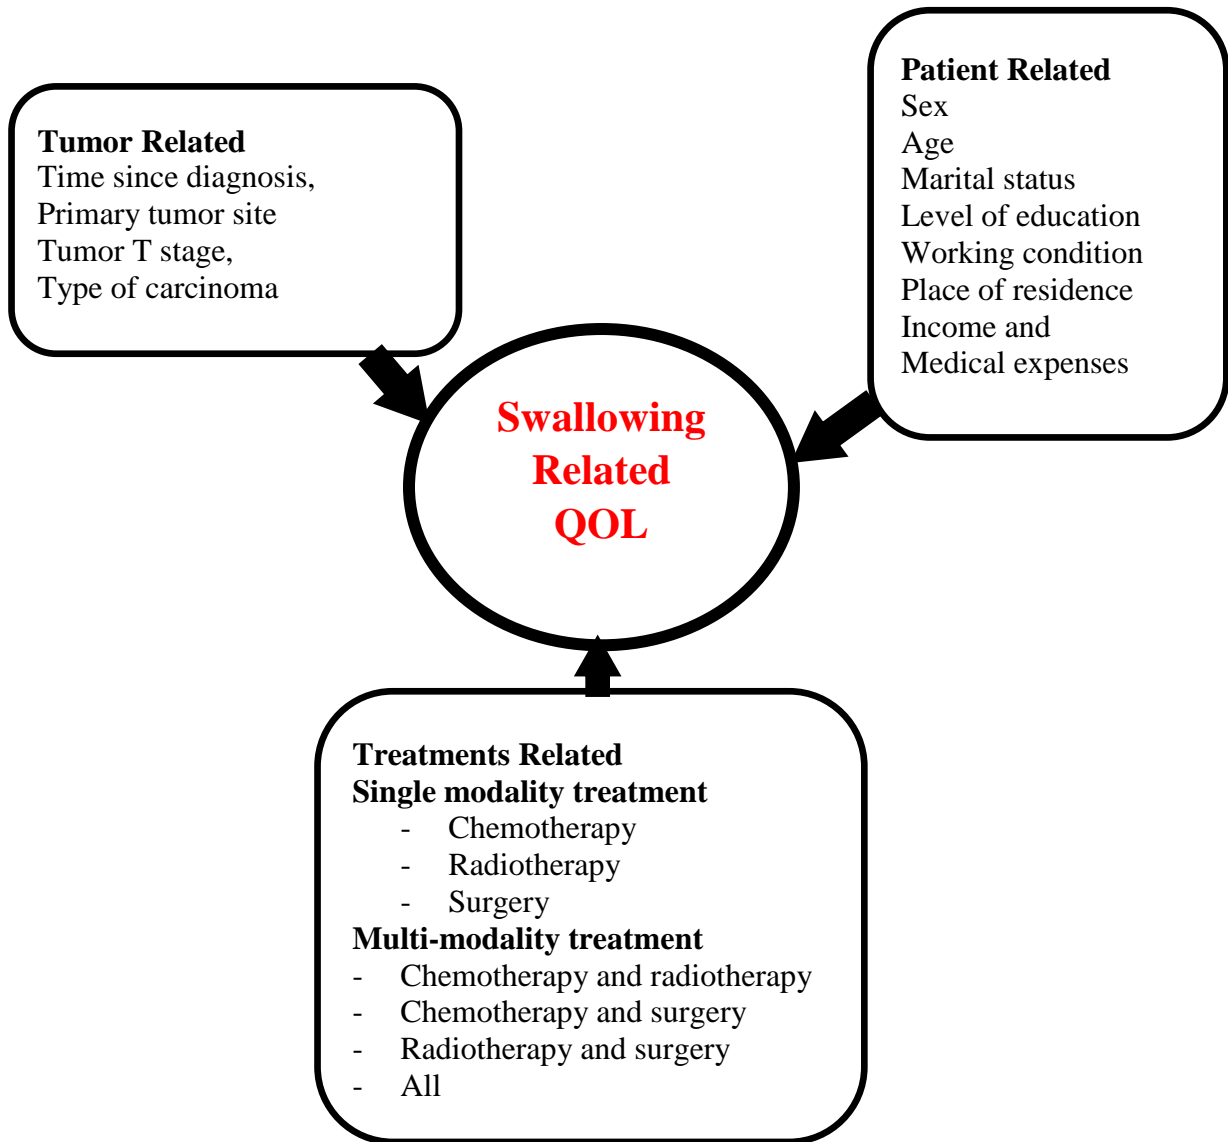 Tumor Related
Time since diagnosis,
Primary tumor site
Tumor T stage,
Type of carcinoma
Patient Related
Sex
Age
Marital status
Level of education
Working condition
Place of residence
Income and
Medical expenses
Swallowing
Related
QOL
Treatments Related
Single modality treatment
- Chemotherapy
- Radiotherapy
- Surgery
Multi-modality treatment
- Chemotherapy and radiotherapy
- Chemotherapy and surgery
- Radiotherapy and surgery
- All